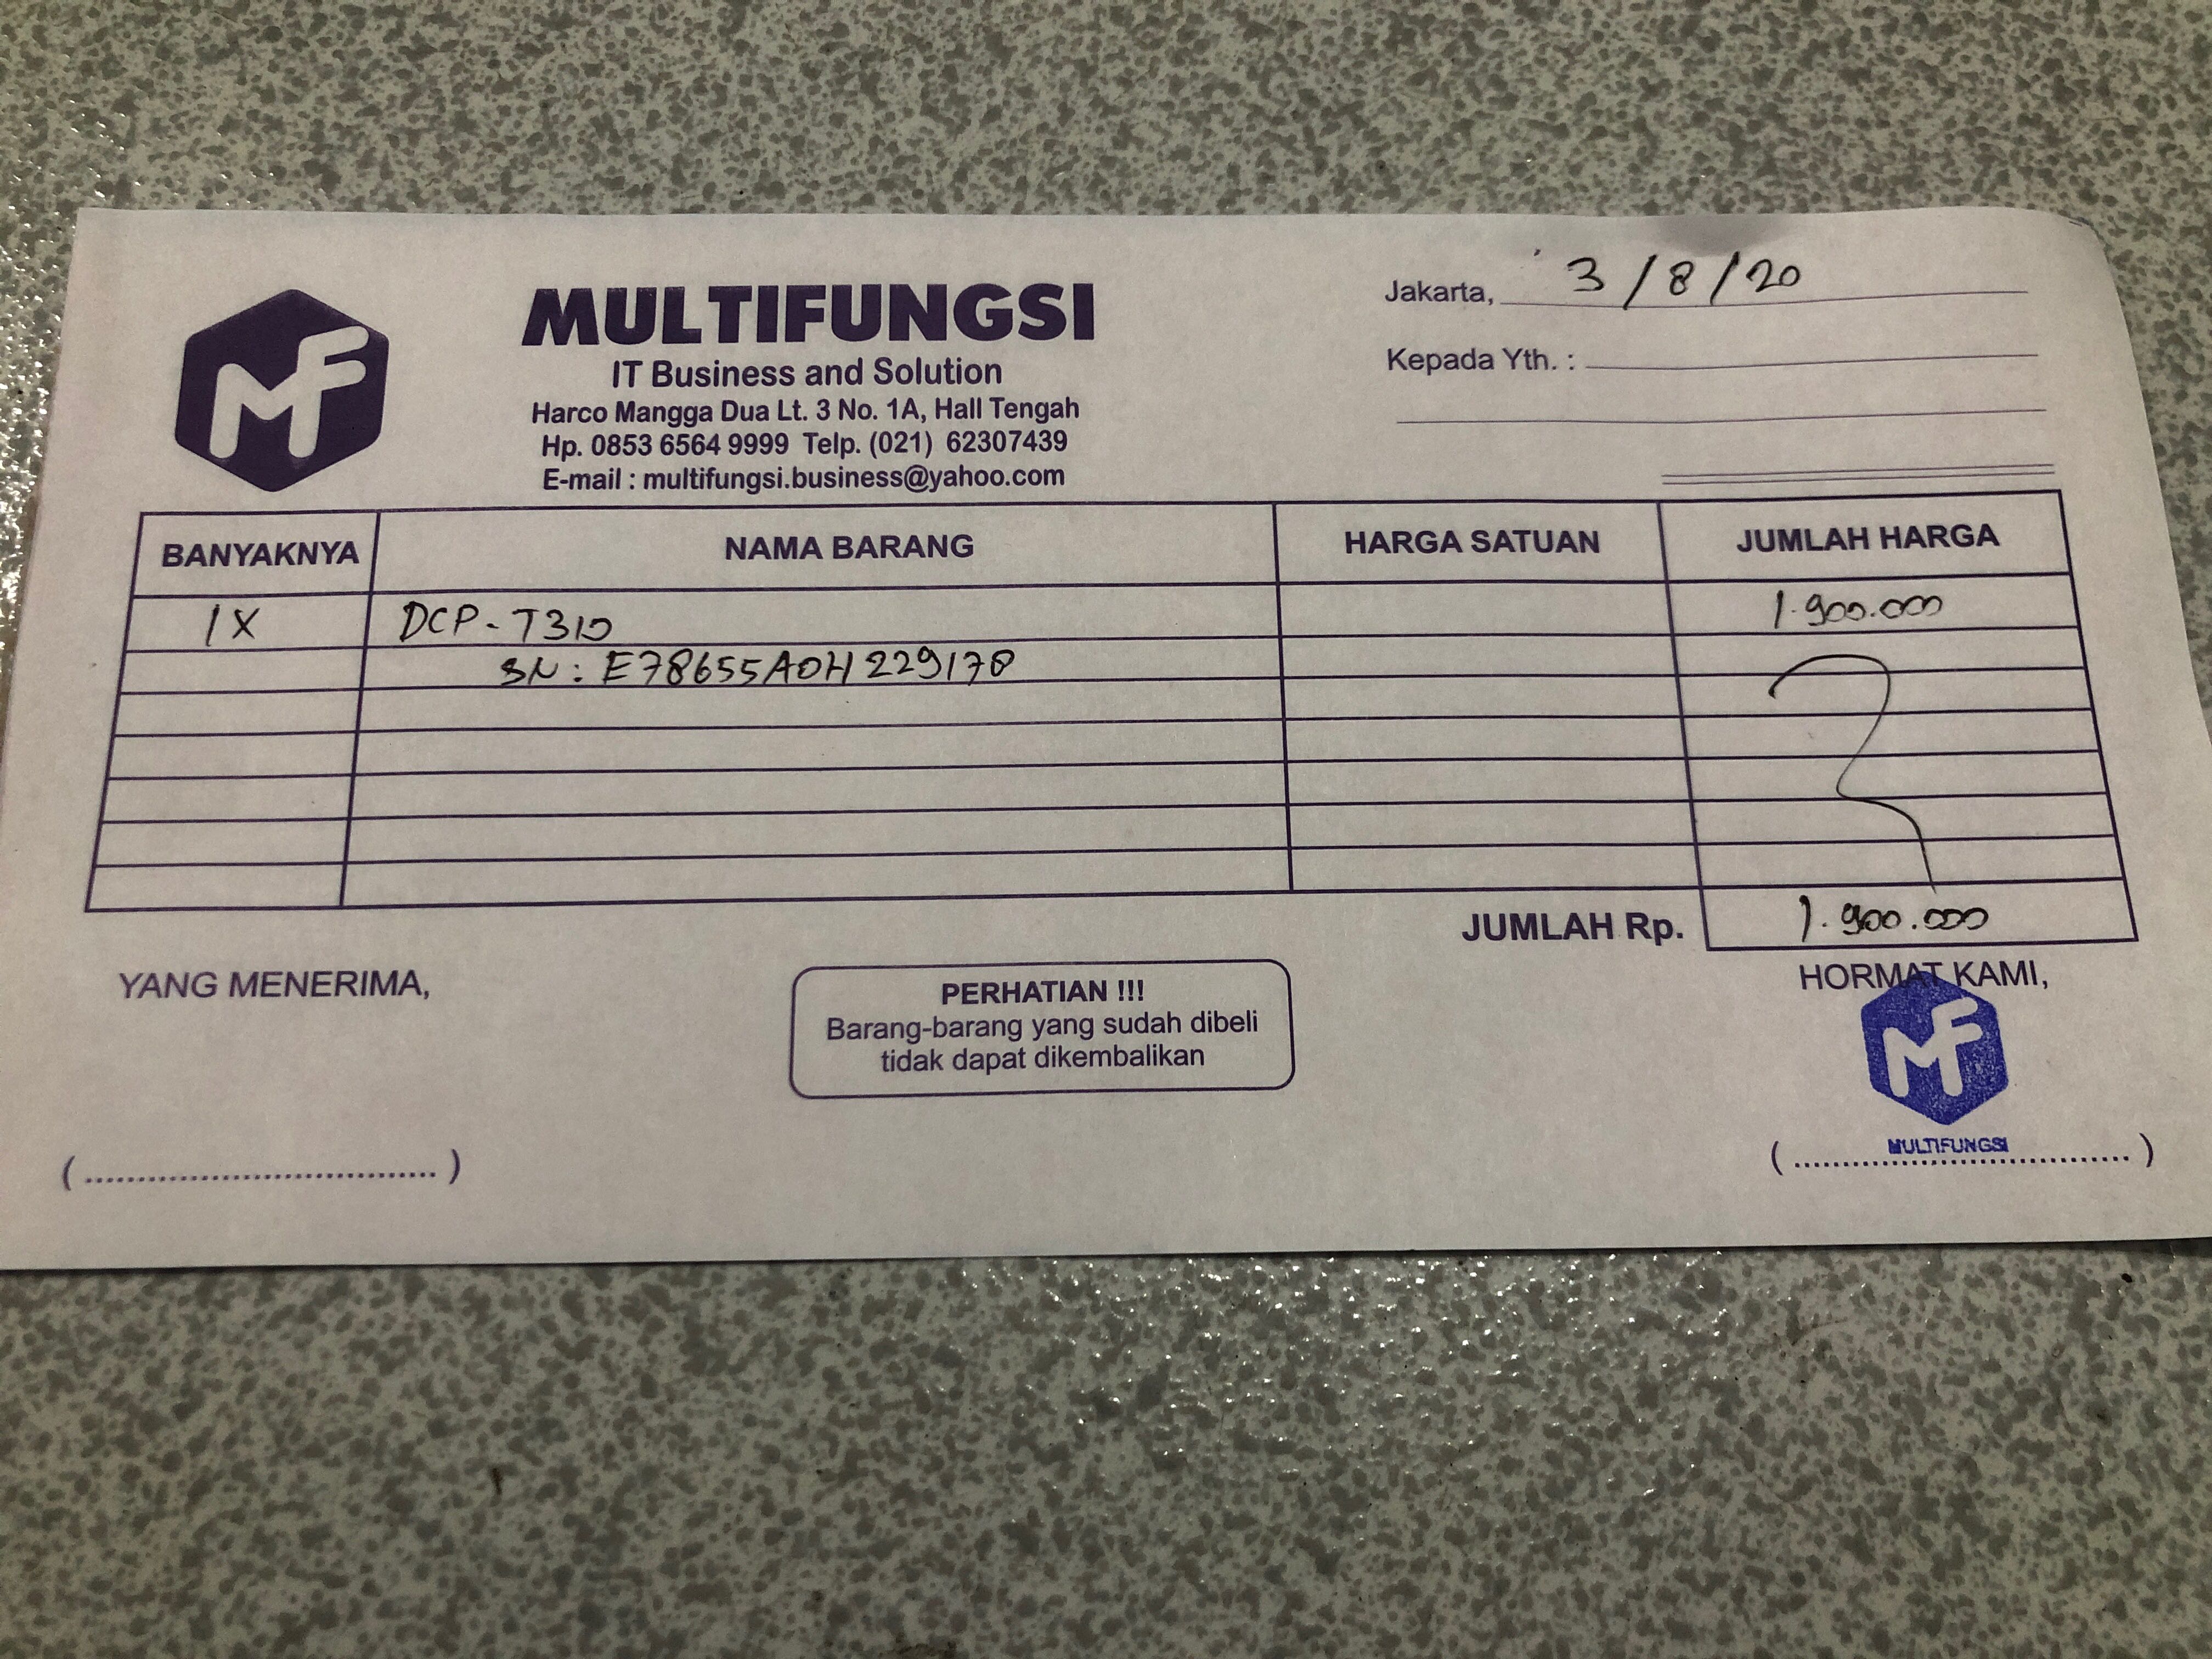 MF
MULTIFUNGSI
IT Business and Solution
Harco Mangga Dua Lt. 3 No. 1A, Hall Tengah
Hp. 0853 6564 9999 Telp. (021) 62307439
E-mail : multifungsi.business@yahoo.com
Jakarta, 3/8/20
Kepada Yth. :
BANYAKNYA NAMA BARANG HARGA SATUAN JUMLAH HARGA
1X DCP-T310 1.900.000
SN: E78655A0H229178
JUMLAH Rp. 1.900.000
YANG MENERIMA,
PERHATIAN !!!
Barang-barang yang sudah dibeli
tidak dapat dikembalikan
HORMAT KAMI,
MF
MULTIFUNGSI
(................................)
(................................)